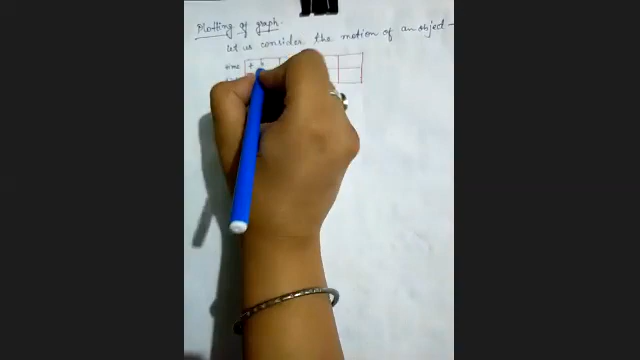 Plotting of graph.
Let us consider the motion of an object -
time